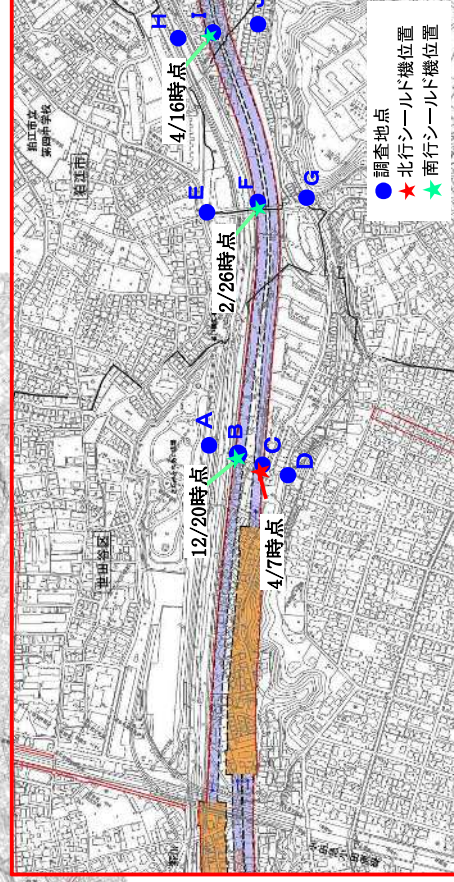 狛江市立
第四中学校
狛江市
H
I
J
4/16時点
E
F
G
2/26時点
A
B
C
D
12/20時点
4/7時点
世田谷区
調査地点
北行シールド機位置
南行シールド機位置